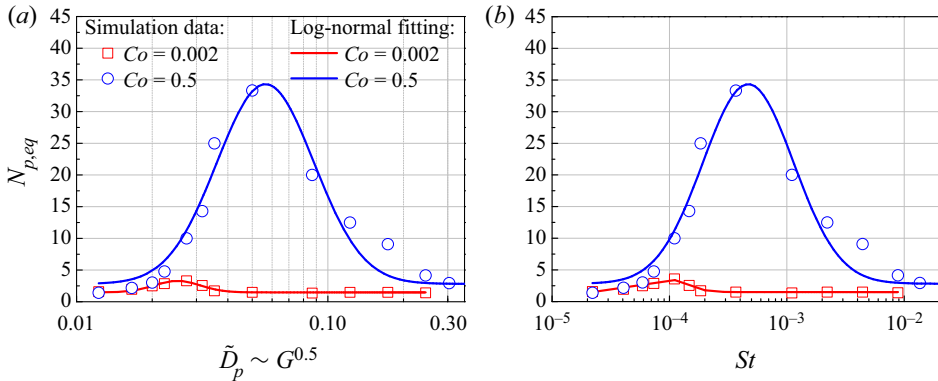 (a)
45
40
35
30
25
20
15
10
5
0
N_{p,eq}
Simulation data:
Co = 0.002
Co = 0.5
Log-normal fitting:
Co = 0.002
Co = 0.5
0.01 0.10 0.30
D̃_p ∼ G^{0.5}
(b)
45
40
35
30
25
20
15
10
5
0
10^{−5} 10^{−4} 10^{−3} 10^{−2}
St